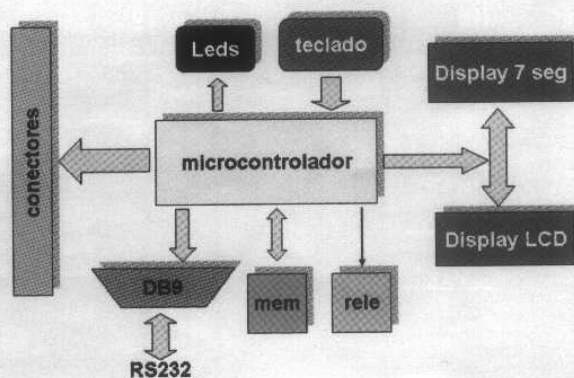 Leds
teclado
Display 7 seg
conectores
microcontrolador
Display LCD
DB9
mem
rele
RS232